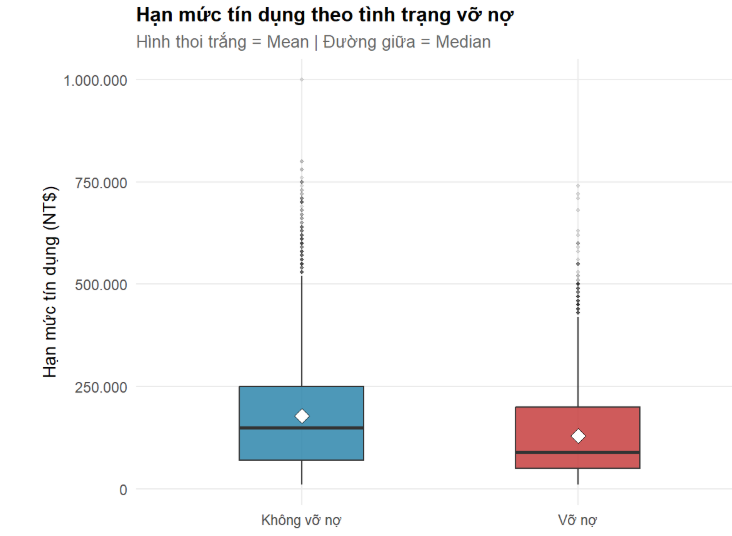 Hạn mức tín dụng theo tình trạng vỡ nợ
Hình thoi trắng = Mean | Đường giữa = Median
Hạn mức tín dụng (NT$)
1.000.000
750.000
500.000
250.000
0
Không vỡ nợ
Vỡ nợ